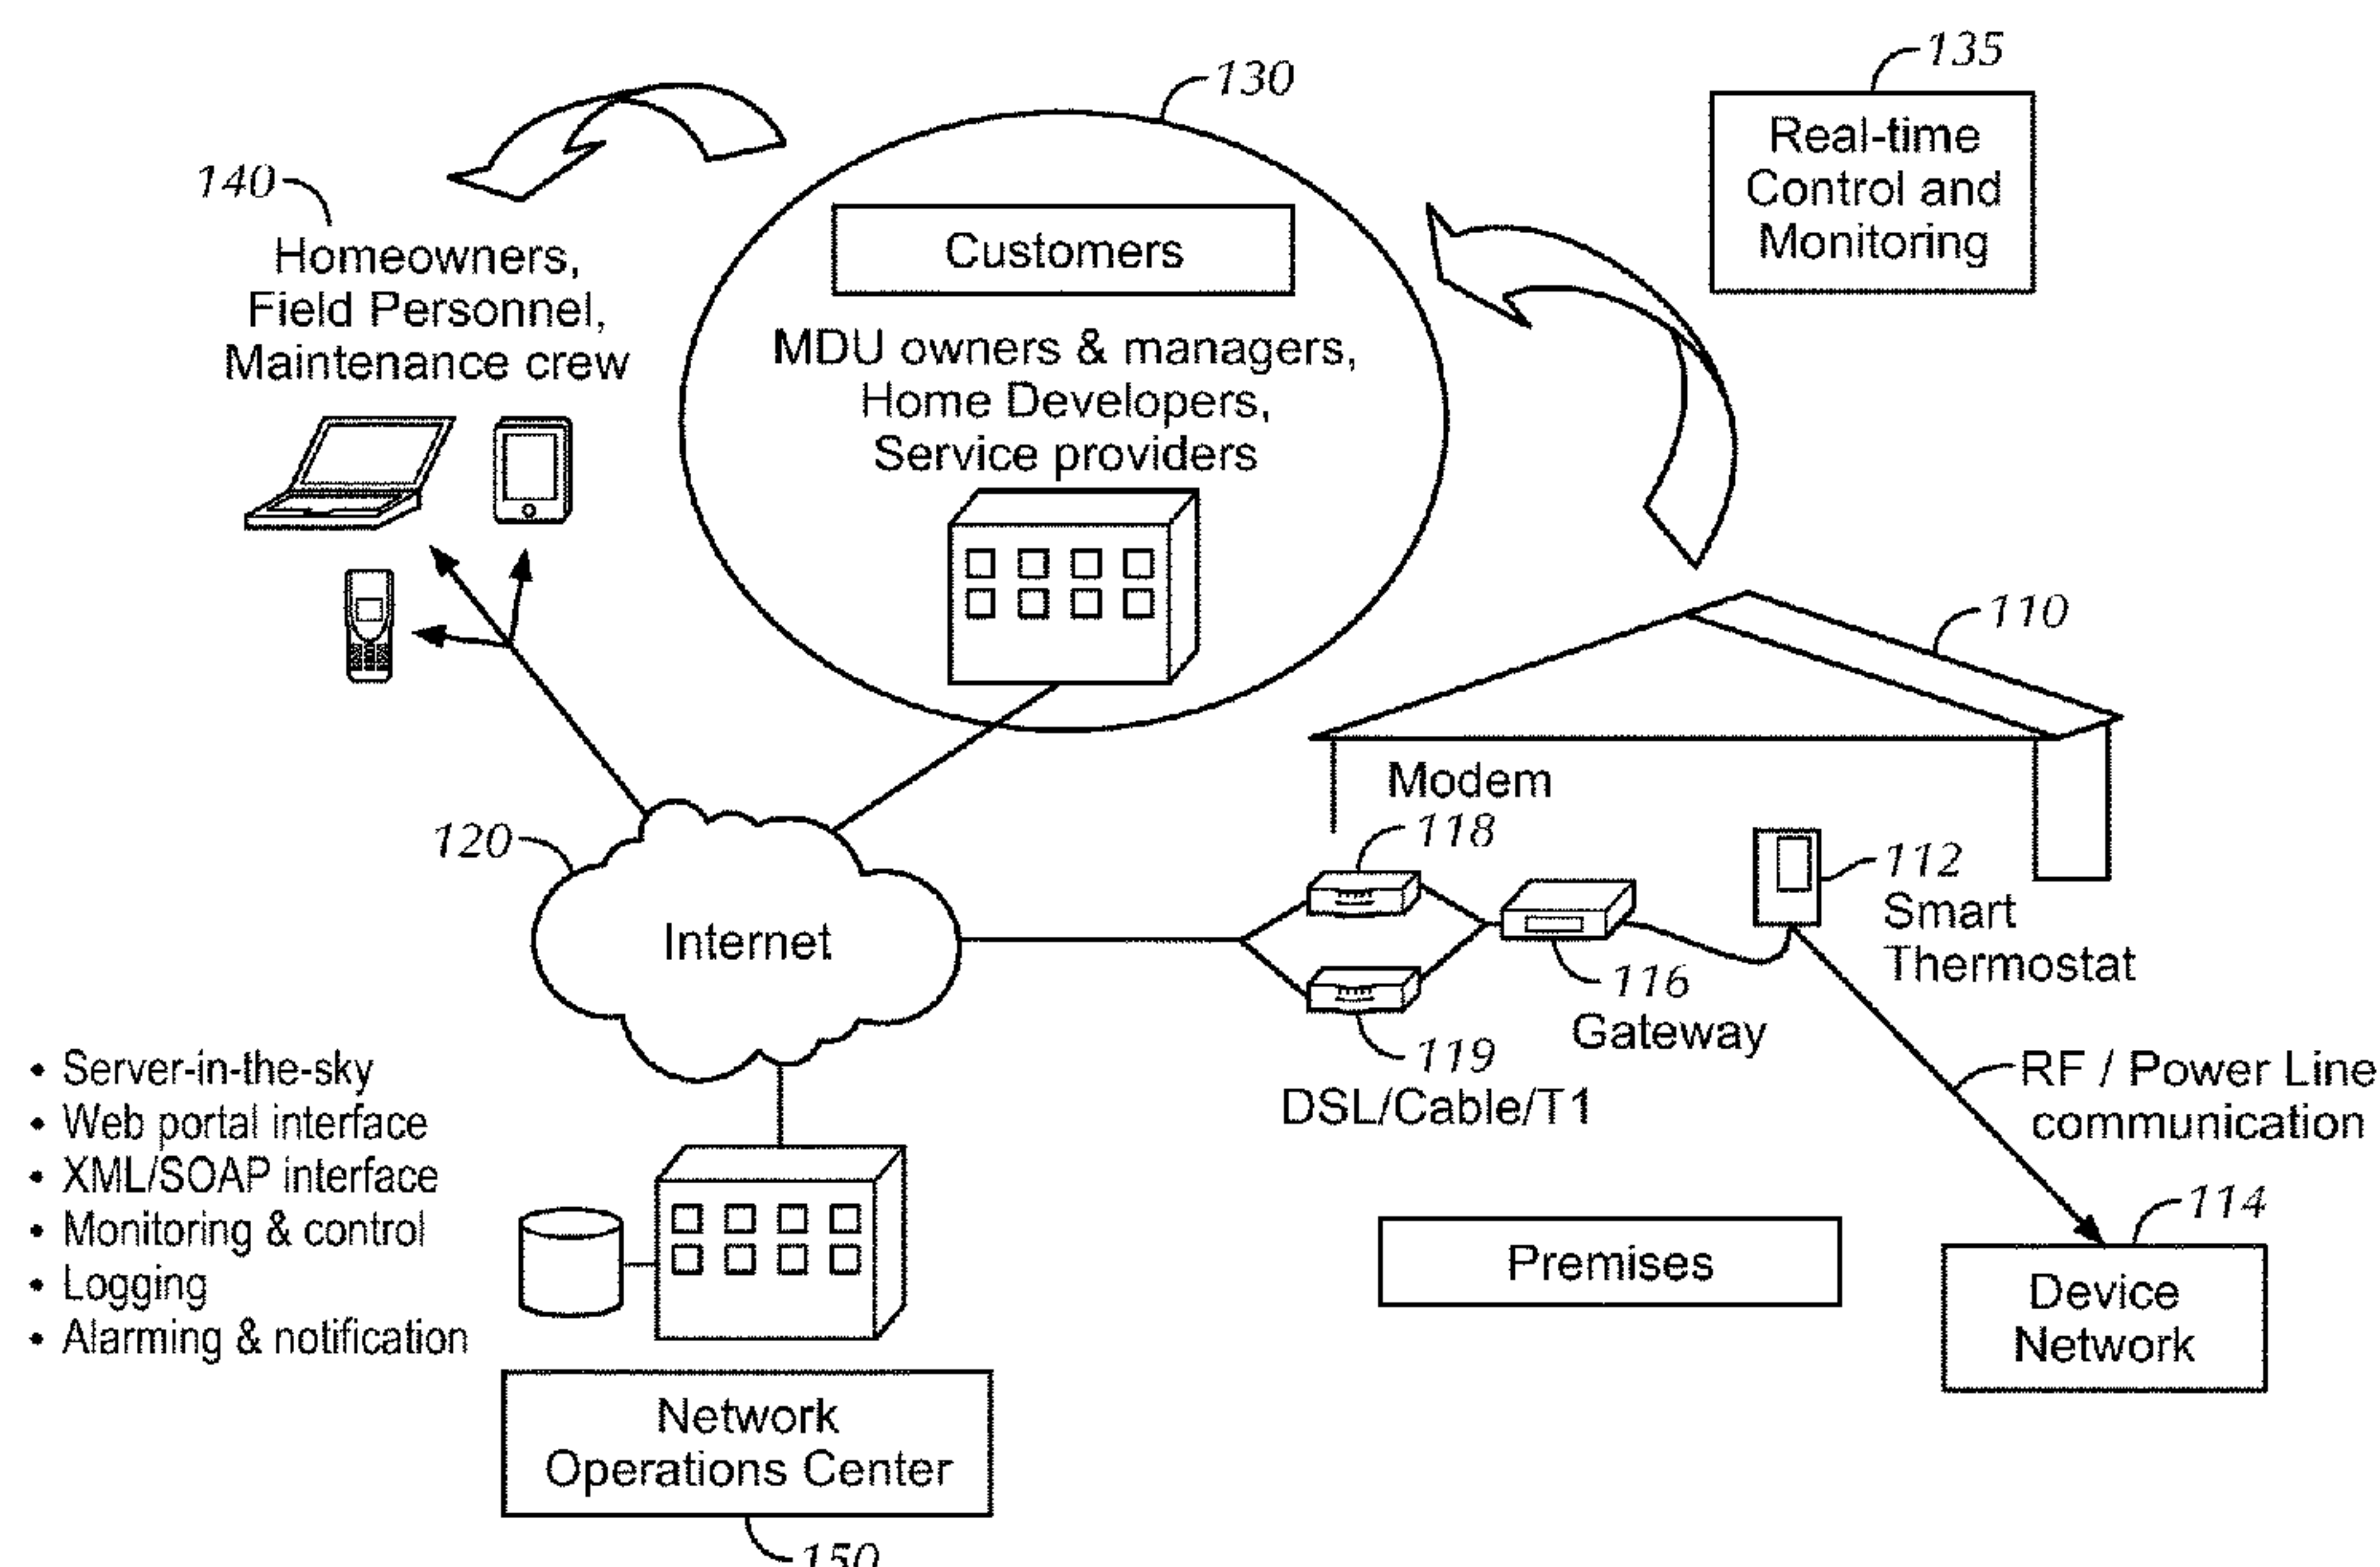 135
130
Real-time
Control and
Monitoring
140
Homeowners,
Field Personnel,
Maintenance crew
Customers
MDU owners & managers,
Home Developers,
Service providers
110
Modem
118
120
Internet
112
Smart
Thermostat
116
Gateway
119
DSL/Cable/T1
RF / Power Line
communication
• Server-in-the-sky
• Web portal interface
• XML/SOAP interface
• Monitoring & control
• Logging
• Alarming & notification
114
Premises
Device
Network
Network
Operations Center
150